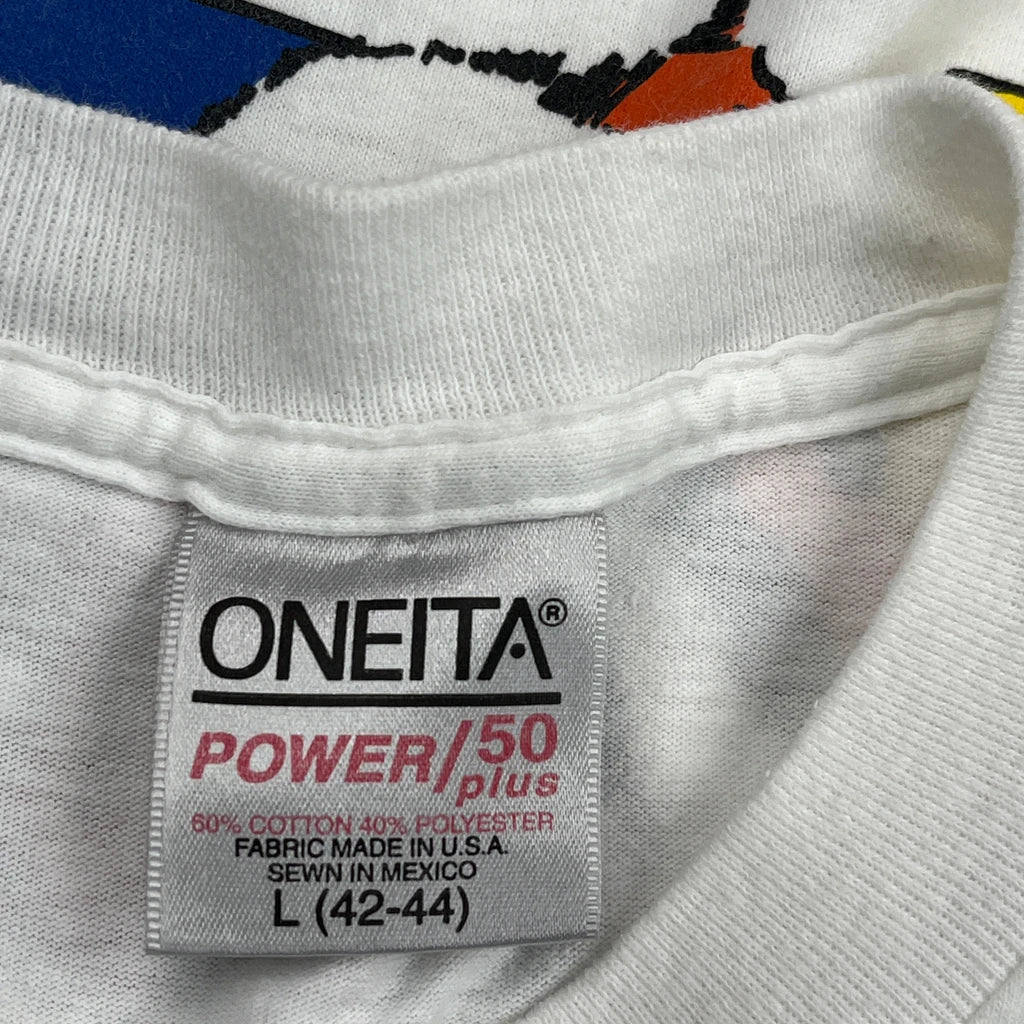 ONEITA®
POWER/50 plus
60% COTTON 40% POLYESTER
FABRIC MADE IN U.S.A.
SEWN IN MEXICO
L (42-44)